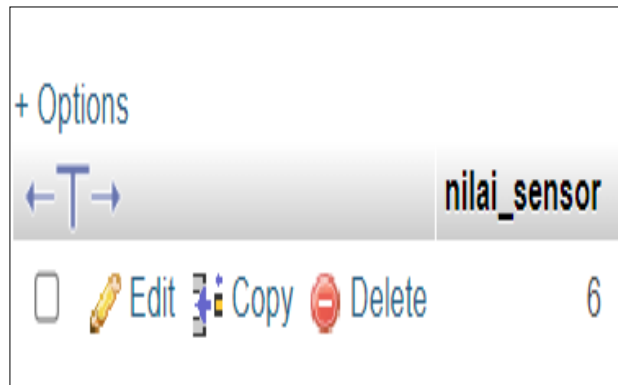 + Options
←T→ nilai_sensor
Edit Copy Delete 6